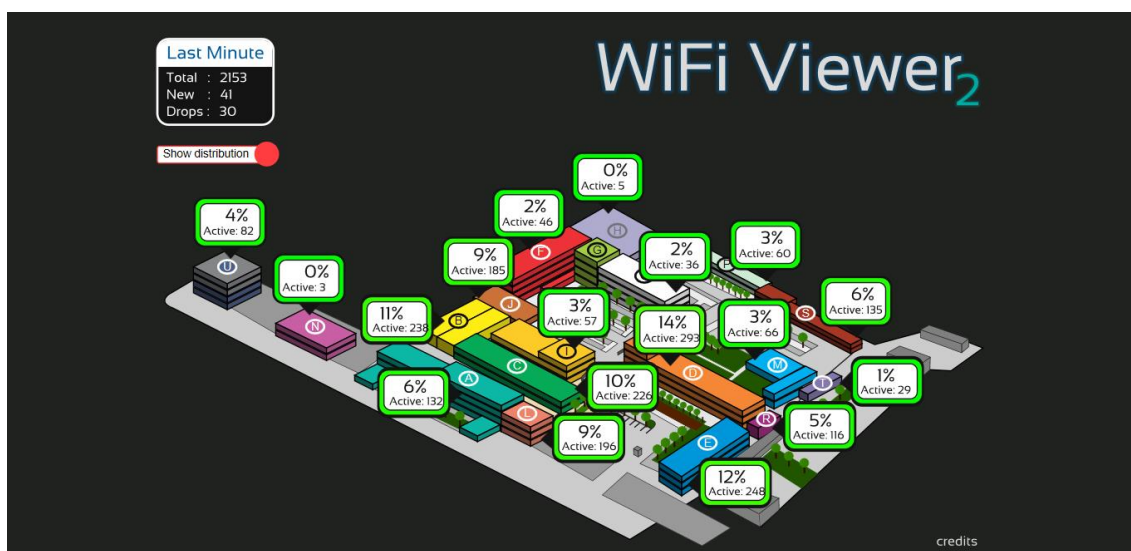 Last Minute
Total : 2153
New : 41
Drops : 30
WiFi Viewer2
Show distribution
0%
Active: 5
2%
Active: 46
4%
Active: 82
H
F
G
3%
Active: 60
9%
Active: 185
2%
Active: 36
P
U
0%
Active: 3
6%
Active: 135
11%
Active: 238
J
3%
Active: 57
14%
Active: 293
3%
Active: 66
S
B
N
I
C
M
D
A
T
1%
Active: 29
6%
Active: 132
10%
Active: 226
L
R
5%
Active: 116
9%
Active: 196
E
12%
Active: 248
credits